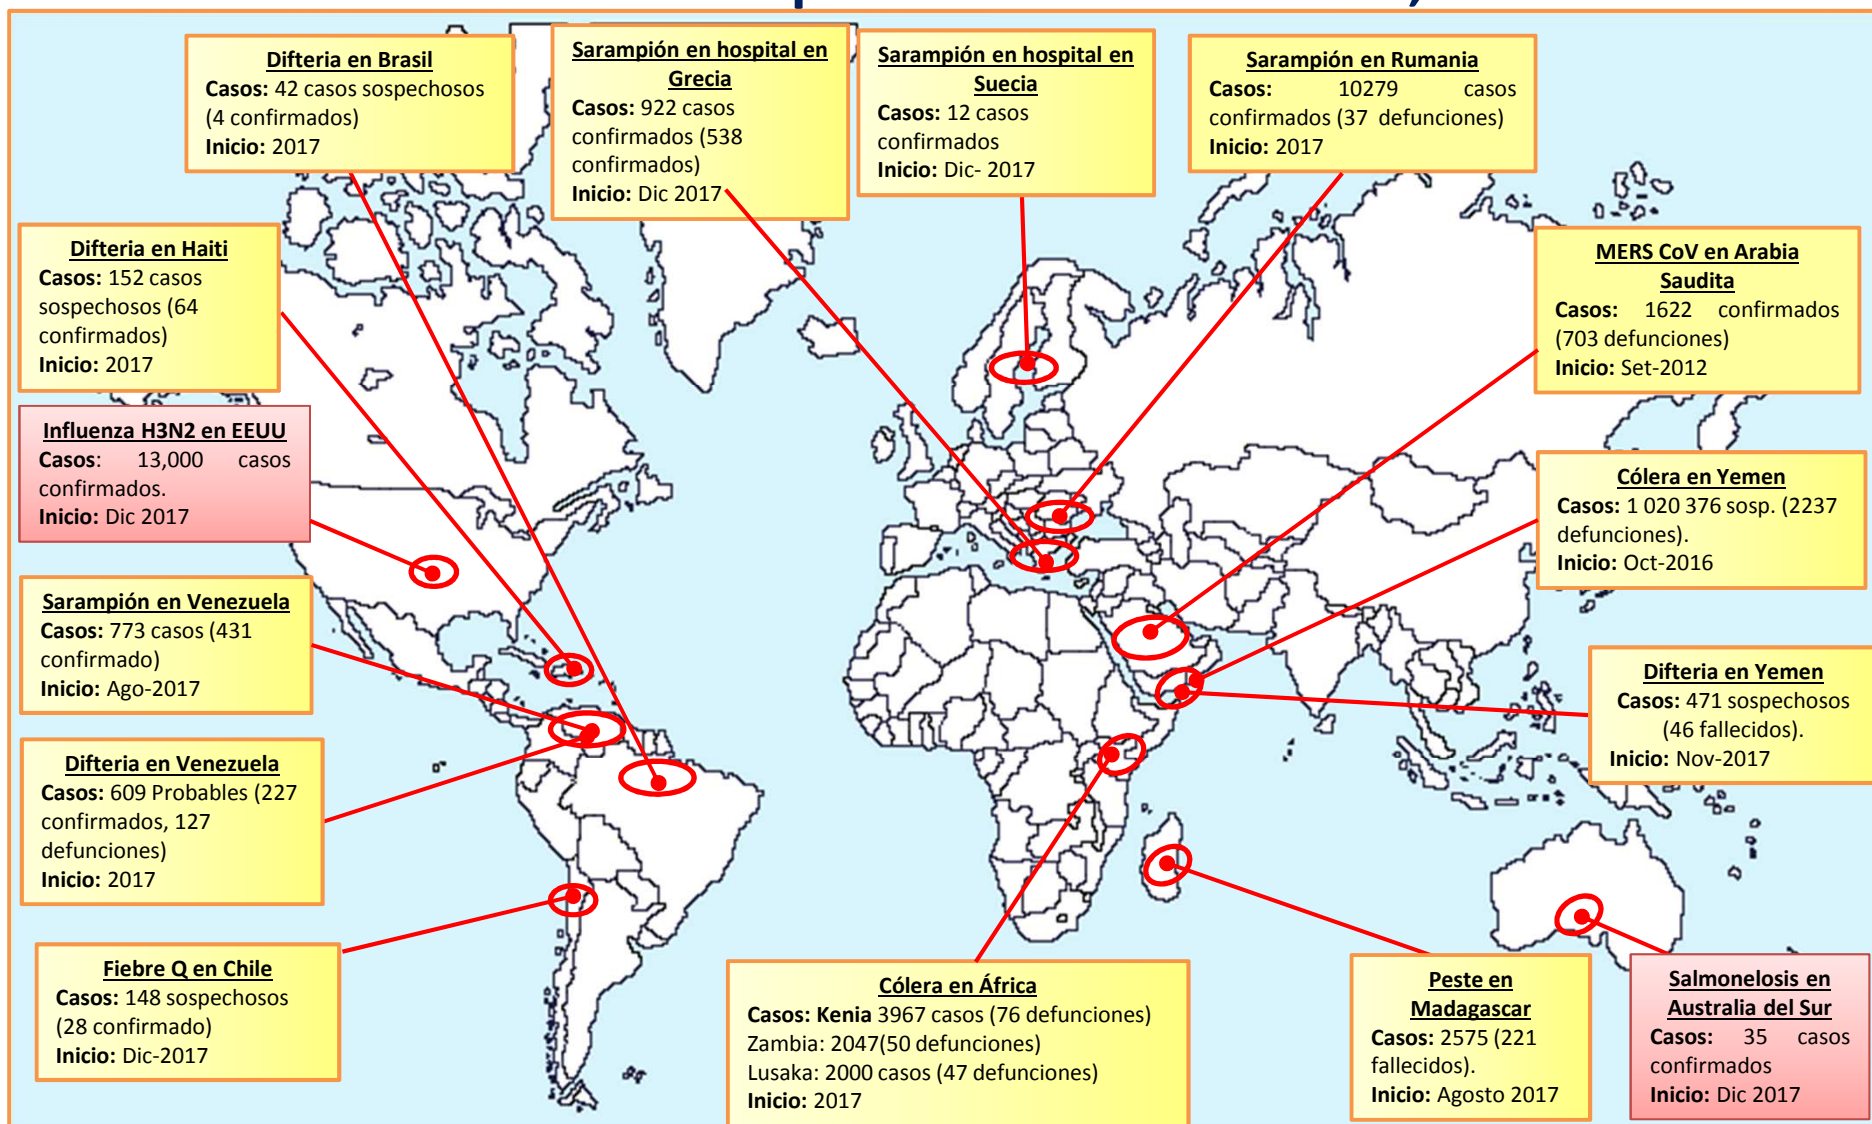 Difteria en Brasil
Casos: 42 casos sospechosos
(4 confirmados)
Inicio: 2017
Sarampión en hospital en
Grecia
Casos: 922 casos
confirmados (538
confirmados)
Inicio: Dic 2017
Sarampión en hospital en
Suecia
Casos: 12 casos
confirmados
Inicio: Dic- 2017
Sarampión en Rumania
Casos: 10279 casos
confirmados (37 defunciones)
Inicio: 2017
Difteria en Haiti
Casos: 152 casos
sospechosos (64
confirmados)
Inicio: 2017
MERS CoV en Arabia
Saudita
Casos: 1622 confirmados
(703 defunciones)
Inicio: Set-2012
Influenza H3N2 en EEUU
Casos: 13,000 casos
confirmados.
Inicio: Dic 2017
Cólera en Yemen
Casos: 1 020 376 sosp. (2237
defunciones).
Inicio: Oct-2016
Sarampión en Venezuela
Casos: 773 casos (431
confirmado)
Inicio: Ago-2017
Difteria en Yemen
Casos: 471 sospechosos
(46 fallecidos).
Inicio: Nov-2017
Difteria en Venezuela
Casos: 609 Probables (227
confirmados, 127
defunciones)
Inicio: 2017
Fiebre Q en Chile
Casos: 148 sospechosos
(28 confirmado)
Inicio: Dic-2017
Cólera en África
Casos: Kenia 3967 casos (76 defunciones)
Zambia: 2047(50 defunciones)
Lusaka: 2000 casos (47 defunciones)
Inicio: 2017
Peste en
Madagascar
Casos: 2575 (221
fallecidos).
Inicio: Agosto 2017
Salmonelosis en
Australia del Sur
Casos: 35 casos
confirmados
Inicio: Dic 2017